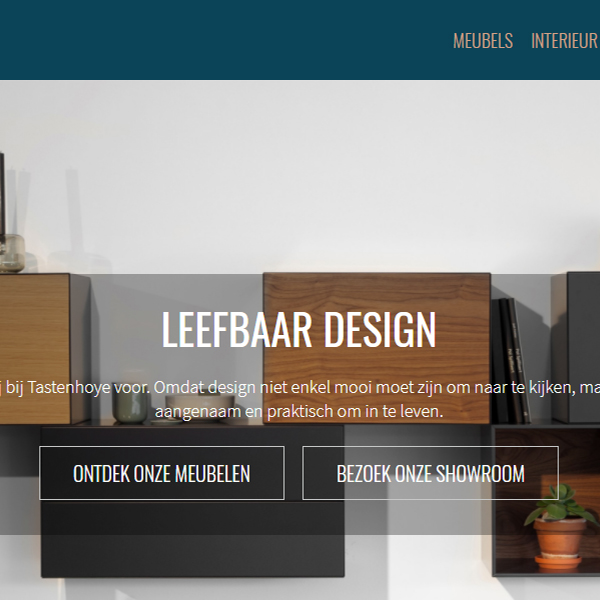 MEUBELS INTERIEUR
LEEFBAAR DESIGN
bij Tastenhoye voor. Omdat design niet enkel mooi moet zijn om naar te kijken,
aangenaam en praktisch om in te leven.
ONTDEK ONZE MEUBELEN BEZOEK ONZE SHOWROOM